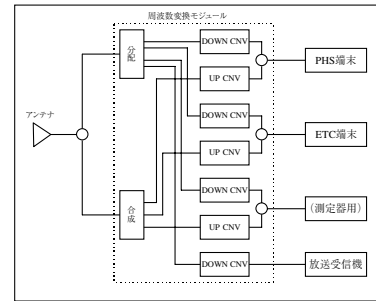 周波数変換モジュール
分配
DOWN CNV
PHS端末
UP CNV
アンテナ
DOWN CNV
ETC端末
UP CNV
合成
DOWN CNV
(測定器用)
UP CNV
DOWN CNV
放送受信機